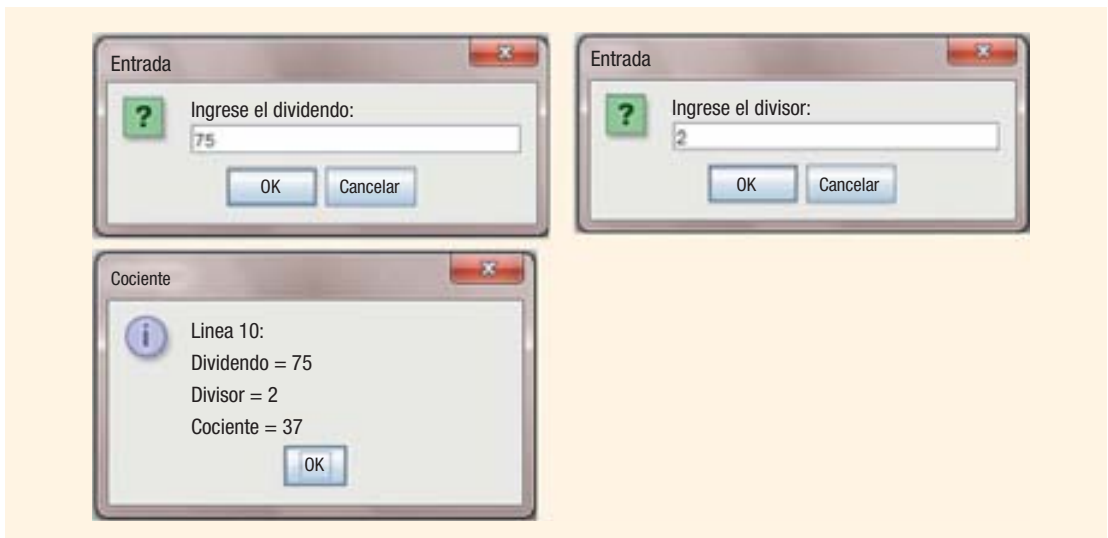 Entrada
?
Ingrese el dividendo:
75
OK Cancelar
Entrada
?
Ingrese el divisor:
2
OK Cancelar
Cociente
i
Linea 10:
Dividendo = 75
Divisor = 2
Cociente = 37
OK